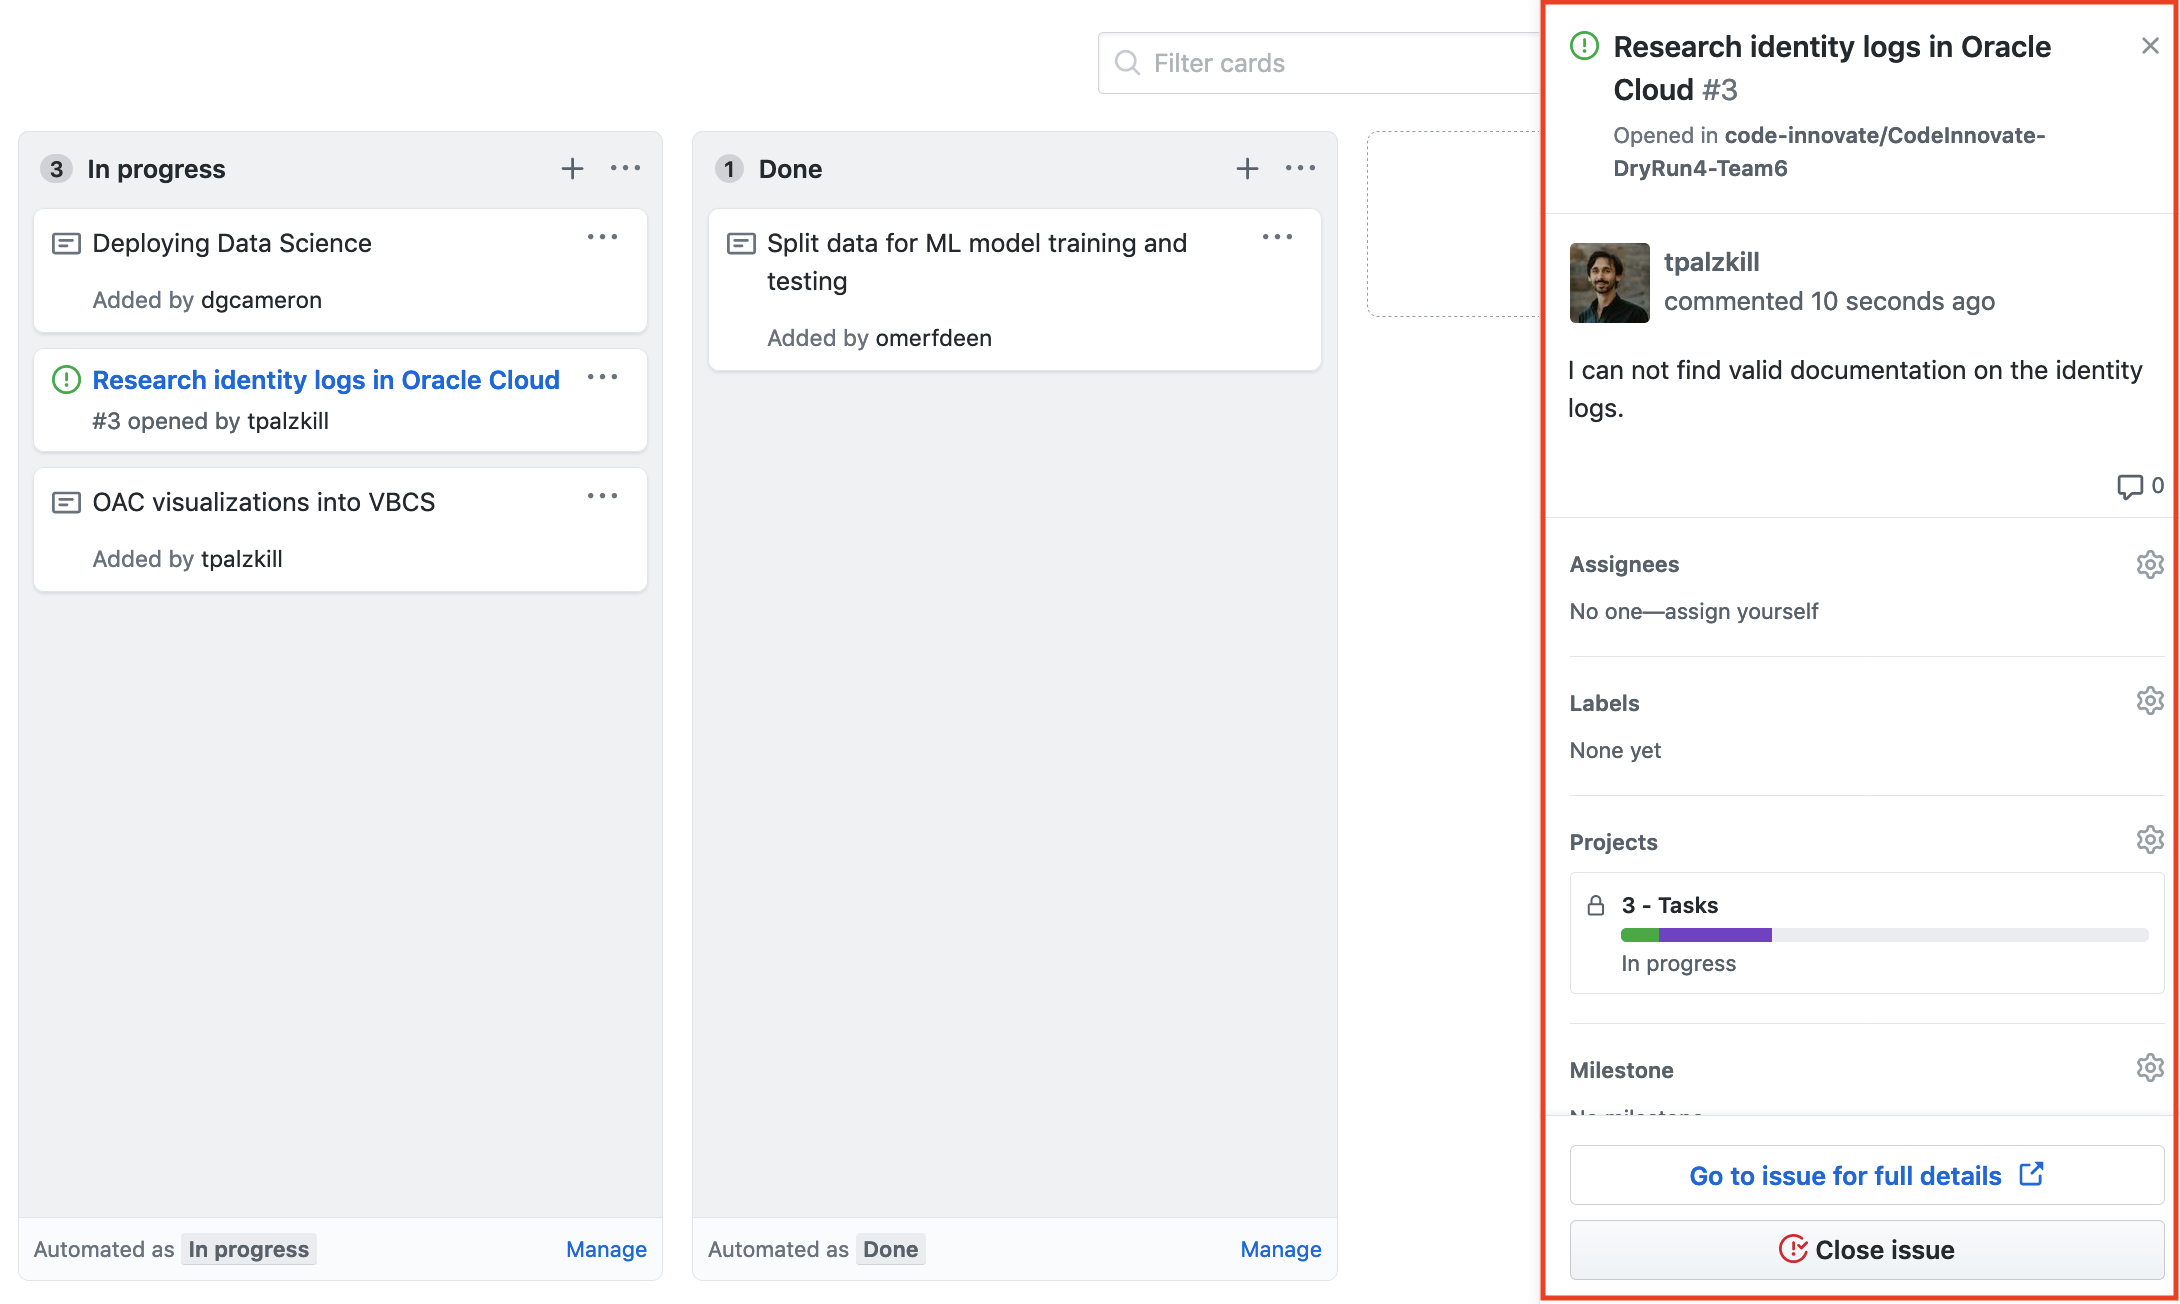 Filter cards
3 In progress
Deploying Data Science
Added by dgcameron
Research identity logs in Oracle Cloud
#3 opened by tpalzkill
OAC visualizations into VBCS
Added by tpalzkill
Automated as In progress
Manage
1 Done
Split data for ML model training and
testing
Added by omerfdeen
Automated as Done
Manage
Research identity logs in Oracle
Cloud #3
Opened in code-innovate/CodeInnovate-
DryRun4-Team6
tpalzkill
commented 10 seconds ago
I can not find valid documentation on the identity
logs.
0
Assignees
No one—assign yourself
Labels
None yet
Projects
3 - Tasks
In progress
Milestone
No milestone
Go to issue for full details
Close issue